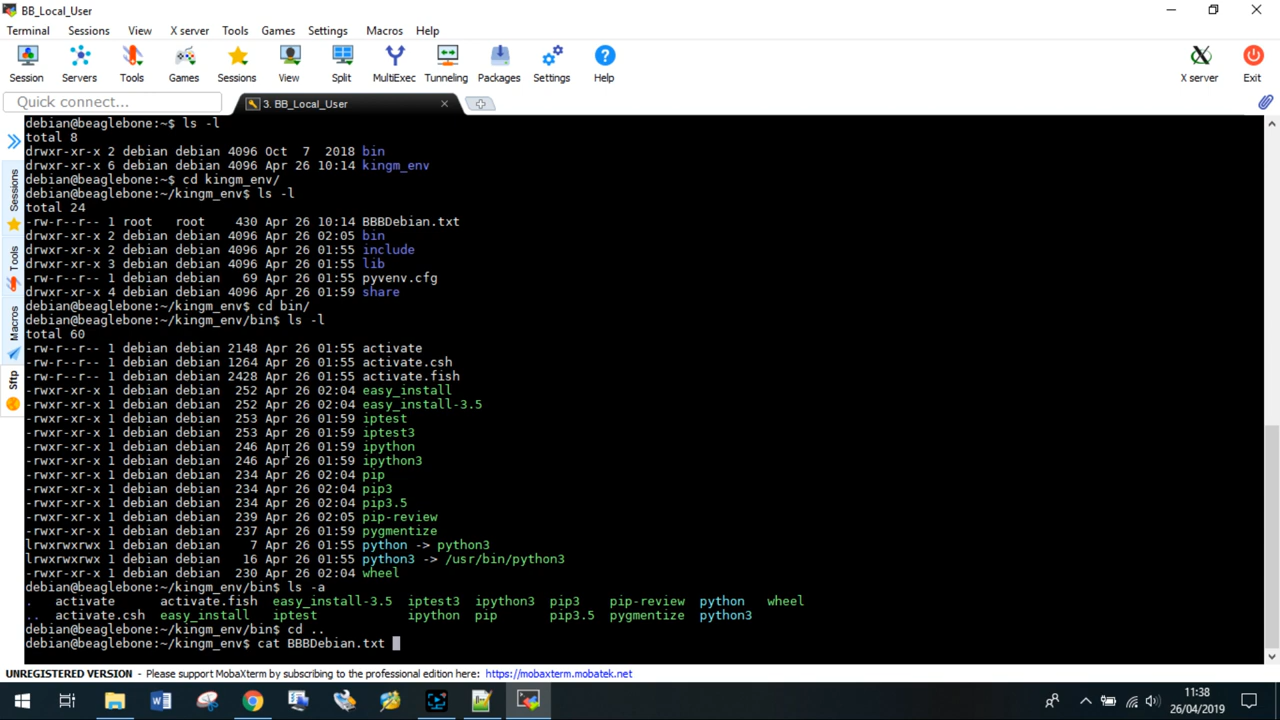 BB_Local_User
Terminal Sessions View X server Tools Games Settings Macros Help
Session Servers Tools Games Sessions View Split MultiExec Tunneling Packages Settings Help X server Exit
Quick connect... 3. BB_Local_User
debian@beaglebone:~$ ls -l
total 8
drwxr-xr-x 2 debian debian 4096 Oct  7  2018 bin
drwxr-xr-x 6 debian debian 4096 Apr 26 10:14 kingm_env
debian@beaglebone:~$ cd kingm_env/
debian@beaglebone:~/kingm_env$ ls -l
total 24
-rw-r--r-- 1 root   root    430 Apr 26 10:14 BBBDebian.txt
drwxr-xr-x 2 debian debian 4096 Apr 26 02:05 bin
drwxr-xr-x 2 debian debian 4096 Apr 26 01:55 include
drwxr-xr-x 3 debian debian 4096 Apr 26 01:55 lib
-rw-r--r-- 1 debian debian   69 Apr 26 01:55 pyvenv.cfg
drwxr-xr-x 4 debian debian 4096 Apr 26 01:59 share
debian@beaglebone:~/kingm_env$ cd bin/
debian@beaglebone:~/kingm_env/bin$ ls -l
total 60
-rw-r--r-- 1 debian debian 2148 Apr 26 01:55 activate
-rw-r--r-- 1 debian debian 1264 Apr 26 01:55 activate.csh
-rw-r--r-- 1 debian debian 2428 Apr 26 01:55 activate.fish
-rwxr-xr-x 1 debian debian  252 Apr 26 02:04 easy_install
-rwxr-xr-x 1 debian debian  252 Apr 26 02:04 easy_install-3.5
-rwxr-xr-x 1 debian debian  253 Apr 26 01:59 iptest
-rwxr-xr-x 1 debian debian  253 Apr 26 01:59 iptest3
-rwxr-xr-x 1 debian debian  246 Apr 26 01:59 ipython
-rwxr-xr-x 1 debian debian  246 Apr 26 01:59 ipython3
-rwxr-xr-x 1 debian debian  234 Apr 26 02:04 pip
-rwxr-xr-x 1 debian debian  234 Apr 26 02:04 pip3
-rwxr-xr-x 1 debian debian  234 Apr 26 02:04 pip3.5
-rwxr-xr-x 1 debian debian  239 Apr 26 02:05 pip-review
-rwxr-xr-x 1 debian debian  237 Apr 26 01:59 pygmentize
lrwxrwxrwx 1 debian debian    7 Apr 26 01:55 python -> python3
lrwxrwxrwx 1 debian debian   16 Apr 26 01:55 python3 -> /usr/bin/python3
-rwxr-xr-x 1 debian debian  230 Apr 26 02:04 wheel
debian@beaglebone:~/kingm_env/bin$ ls -a
.   activate      activate.fish  easy_install-3.5  iptest3  ipython3  pip3    pip-review  python   wheel
..  activate.csh  easy_install   iptest            ipython  pip       pip3.5  pygmentize  python3
debian@beaglebone:~/kingm_env/bin$ cd ..
debian@beaglebone:~/kingm_env$ cat BBBDebian.txt
Sessions
Tools
Macros
Sftp
UNREGISTERED VERSION - Please support MobaXterm by subscribing to the professional edition here: https://mobaxterm.mobatek.net
11:38
26/04/2019